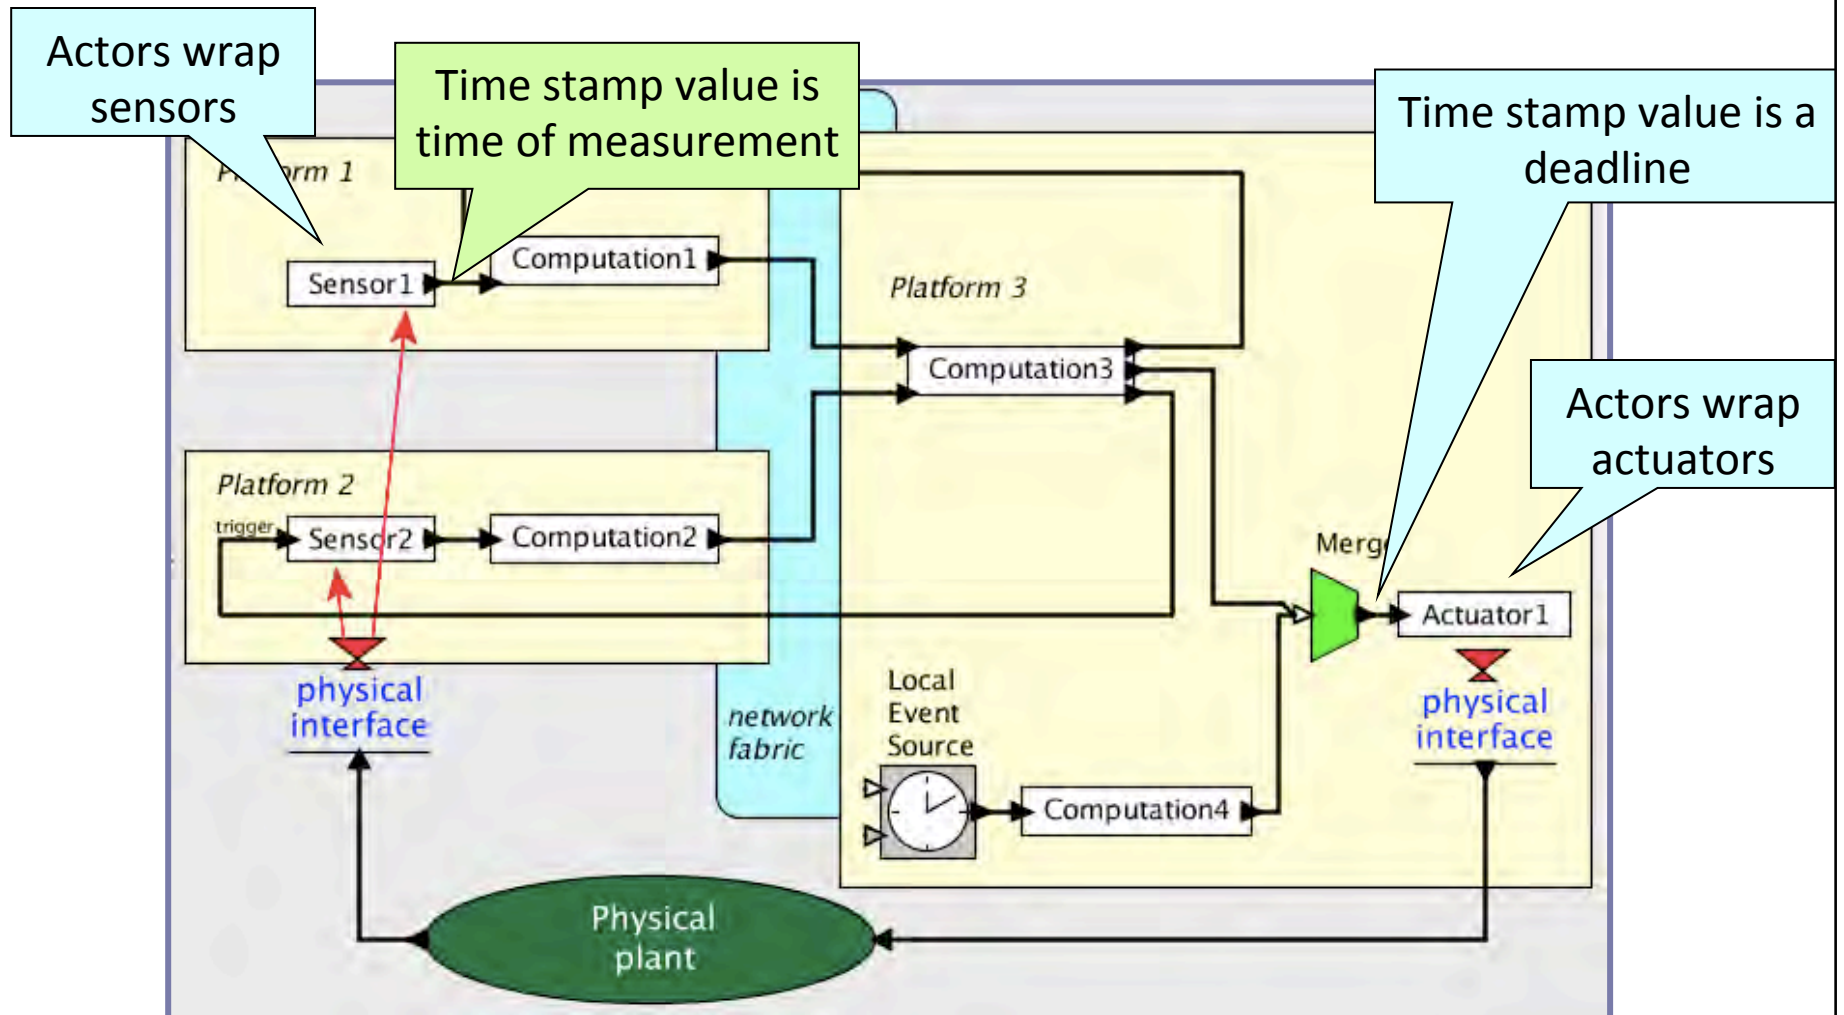 Actors wrap
sensors
Time stamp value is
time of measurement
Time stamp value is a
deadline
Actors wrap
actuators
1
Sensor1
Computation1
Platform 3
Computation3
Platform 2
trigger
Sensor2
Computation2
Merge
Actuator1
physical
interface
physical
interface
network
fabric
Local
Event
Source
Computation4
Physical
plant